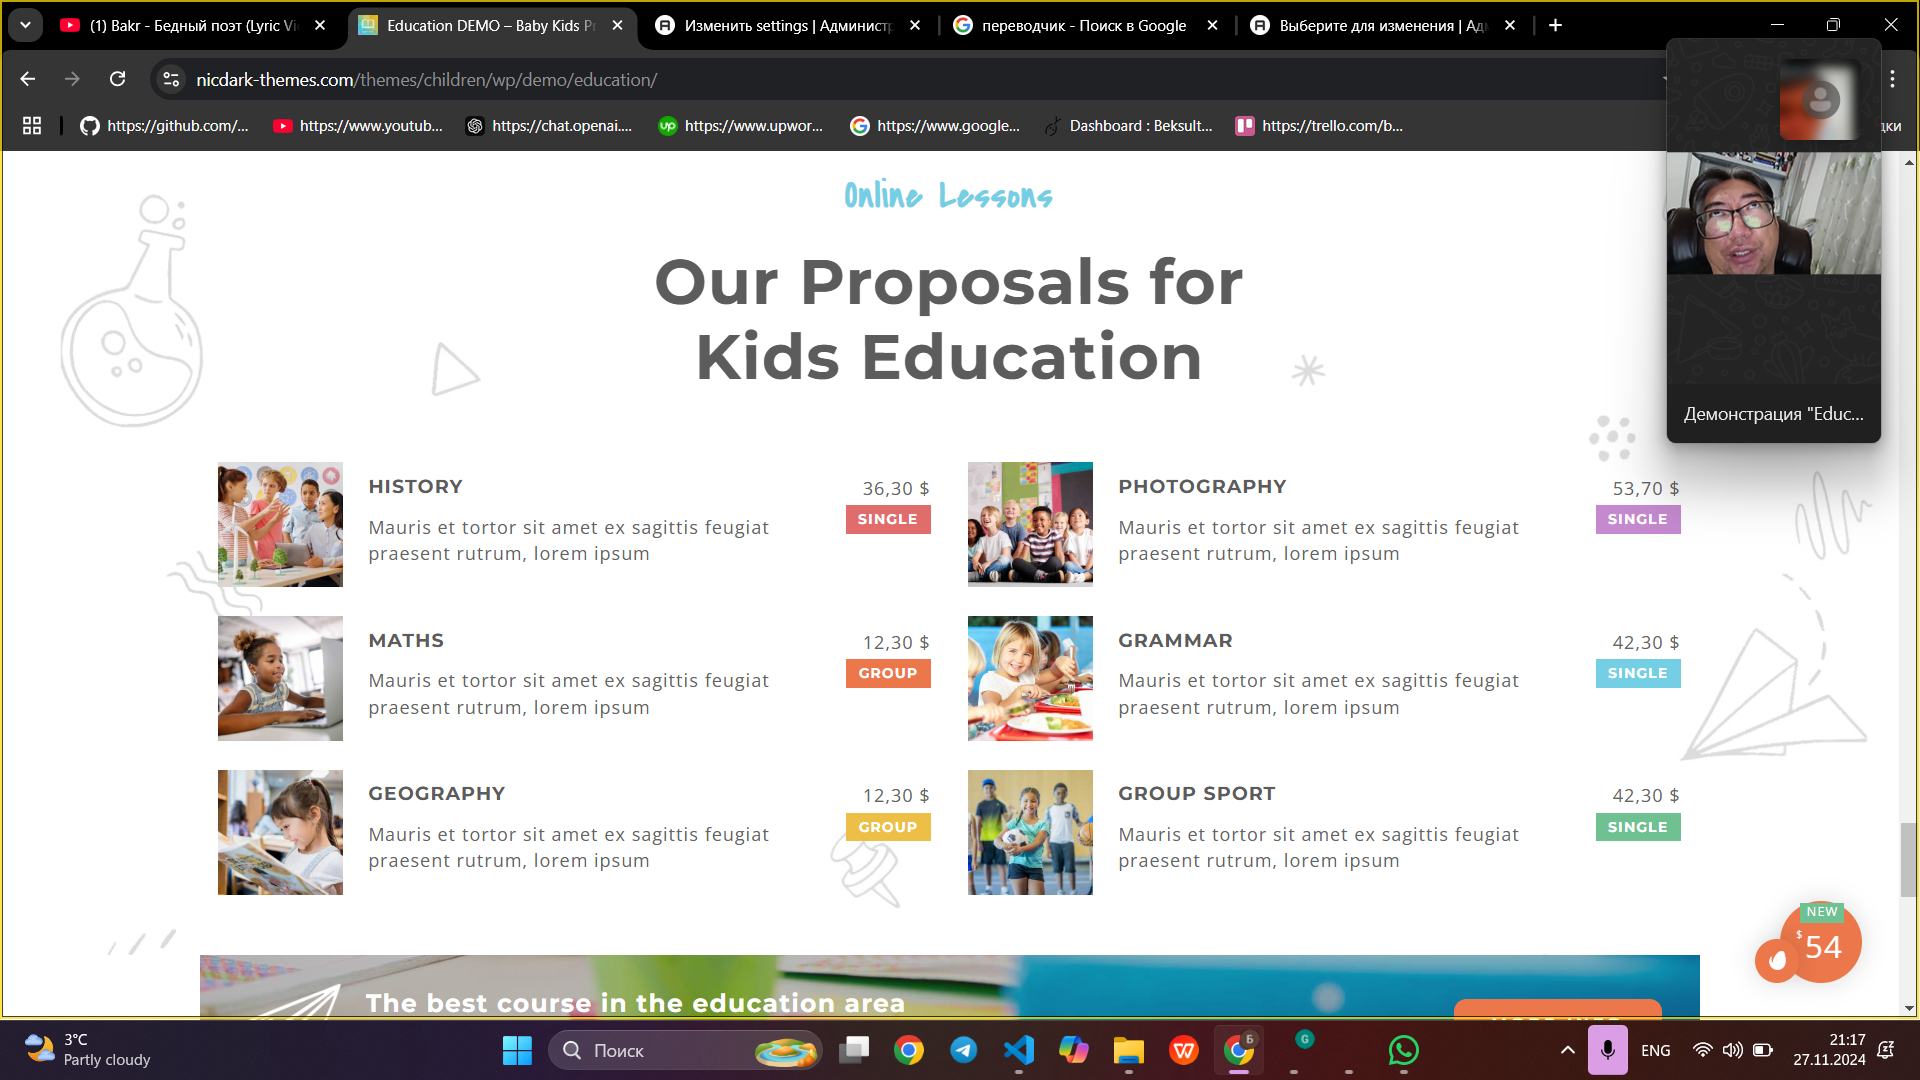 (1) Bakr - Бедный поэт (Lyric Vi
Education DEMO – Baby Kids P
Изменить settings | Администр
переводчик - Поиск в Google
Выберите для изменения | Ад
nicdark-themes.com/themes/children/wp/demo/education/
https://github.com/...
https://www.youtub...
https://chat.openai....
up https://www.upwor...
https://www.google...
Dashboard : Beksult...
https://trello.com/b...
дки
Демонстрация "Educ...
Online Lessons
Our Proposals for
Kids Education
HISTORY
36,30 $
SINGLE
Mauris et tortor sit amet ex sagittis feugiat
praesent rutrum, lorem ipsum
PHOTOGRAPHY
53,70 $
SINGLE
Mauris et tortor sit amet ex sagittis feugiat
praesent rutrum, lorem ipsum
MATHS
12,30 $
GROUP
Mauris et tortor sit amet ex sagittis feugiat
praesent rutrum, lorem ipsum
GRAMMAR
42,30 $
SINGLE
Mauris et tortor sit amet ex sagittis feugiat
praesent rutrum, lorem ipsum
GEOGRAPHY
12,30 $
GROUP
Mauris et tortor sit amet ex sagittis feugiat
praesent rutrum, lorem ipsum
GROUP SPORT
42,30 $
SINGLE
Mauris et tortor sit amet ex sagittis feugiat
praesent rutrum, lorem ipsum
NEW
$ 54
The best course in the education area
3°C
Partly cloudy
Поиск
ENG
21:17
27.11.2024